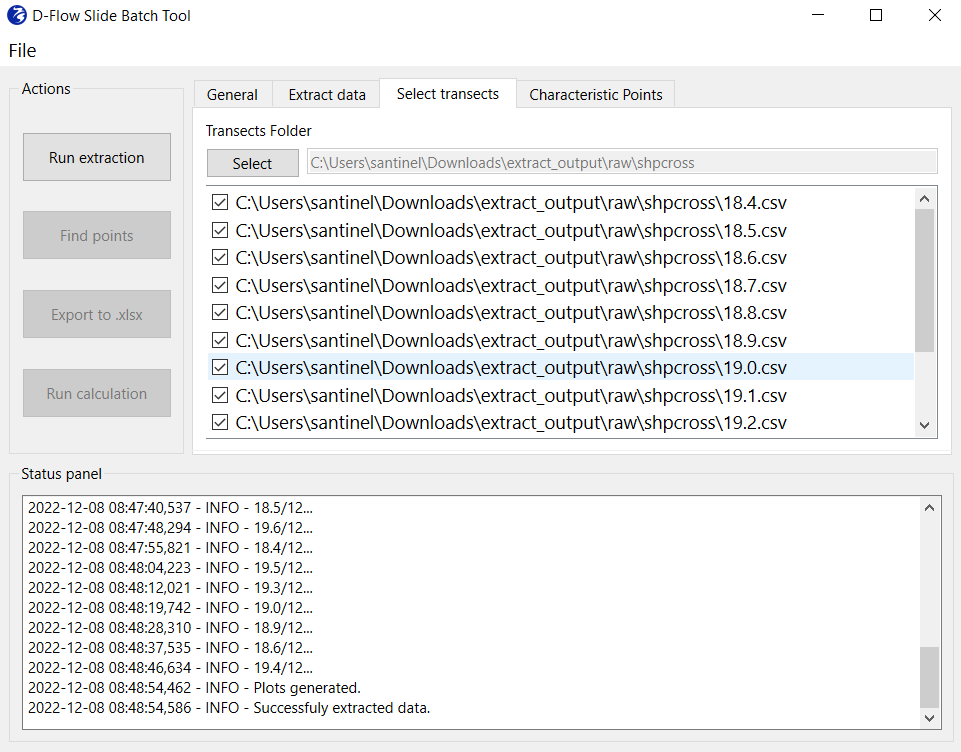 D-Flow Slide Batch Tool
File
Actions
Run extraction
Find points
Export to .xlsx
Run calculation
General Extract data Select transects Characteristic Points
Transects Folder
Select C:\Users\santinel\Downloads\extract_output\raw\shpcross
C:\Users\santinel\Downloads\extract_output\raw\shpcross\18.4.csv
C:\Users\santinel\Downloads\extract_output\raw\shpcross\18.5.csv
C:\Users\santinel\Downloads\extract_output\raw\shpcross\18.6.csv
C:\Users\santinel\Downloads\extract_output\raw\shpcross\18.7.csv
C:\Users\santinel\Downloads\extract_output\raw\shpcross\18.8.csv
C:\Users\santinel\Downloads\extract_output\raw\shpcross\18.9.csv
C:\Users\santinel\Downloads\extract_output\raw\shpcross\19.0.csv
C:\Users\santinel\Downloads\extract_output\raw\shpcross\19.1.csv
C:\Users\santinel\Downloads\extract_output\raw\shpcross\19.2.csv
Status panel
2022-12-08 08:47:40,537 - INFO - 18.5/12...
2022-12-08 08:47:48,294 - INFO - 19.6/12...
2022-12-08 08:47:55,821 - INFO - 18.4/12...
2022-12-08 08:48:04,223 - INFO - 19.5/12...
2022-12-08 08:48:12,021 - INFO - 19.3/12...
2022-12-08 08:48:19,742 - INFO - 19.0/12...
2022-12-08 08:48:28,310 - INFO - 18.9/12...
2022-12-08 08:48:37,535 - INFO - 18.6/12...
2022-12-08 08:48:46,634 - INFO - 19.4/12...
2022-12-08 08:48:54,462 - INFO - Plots generated.
2022-12-08 08:48:54,586 - INFO - Successfuly extracted data.